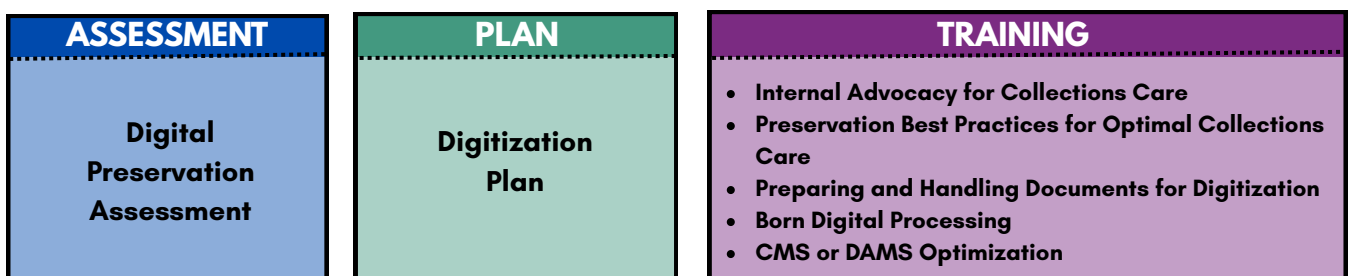 ASSESSMENT
Digital
Preservation
Assessment
PLAN
Digitization
Plan
TRAINING
• Internal Advocacy for Collections Care
• Preservation Best Practices for Optimal Collections
Care
• Preparing and Handling Documents for Digitization
• Born Digital Processing
• CMS or DAMS Optimization